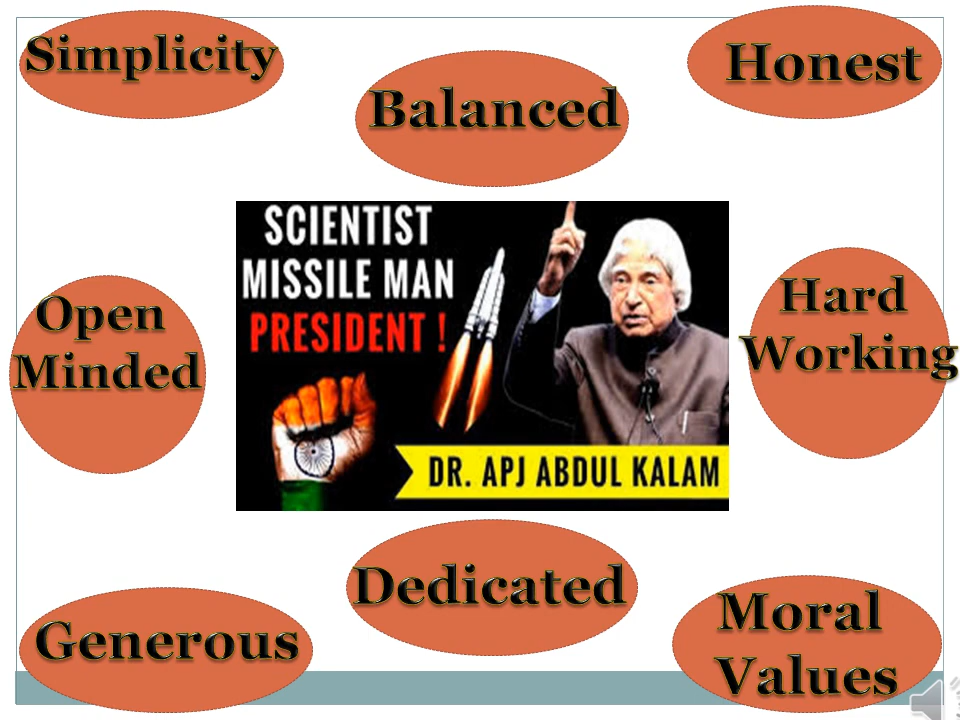 Simplicity
Balanced
Honest
SCIENTIST
MISSILE MAN
PRESIDENT !
DR. APJ ABDUL KALAM
Open
Minded
Hard
Working
Dedicated
Generous
Moral
Values